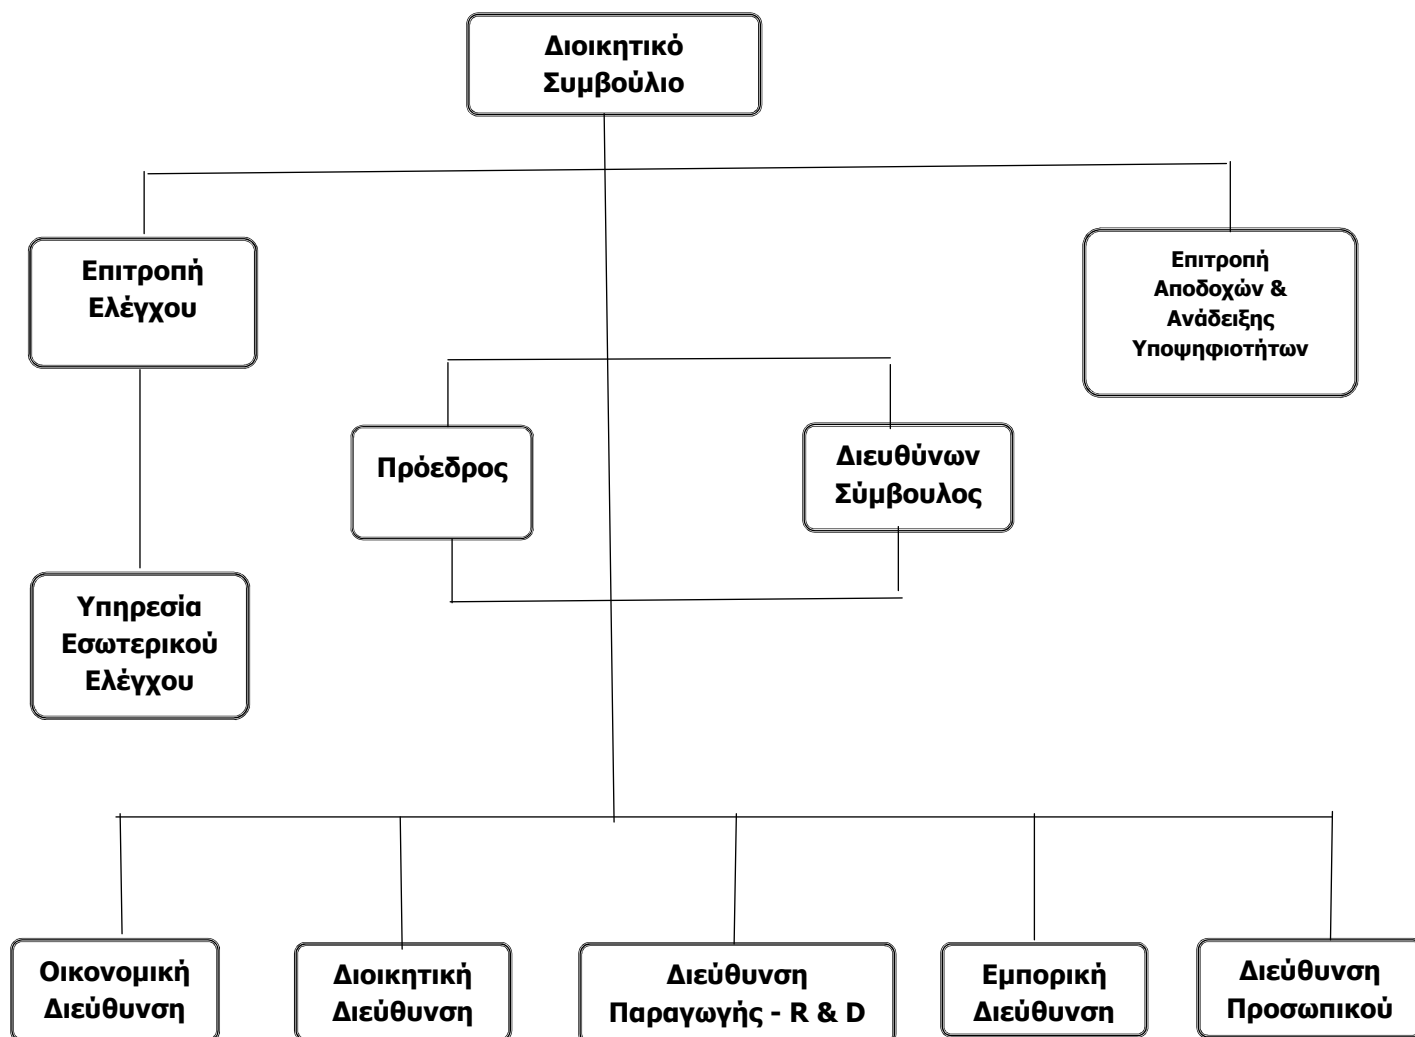 Διοικητικό
Συμβούλιο
Επιτροπή
Ελέγχου
Επιτροπή
Αποδοχών &
Ανάδειξης
Υποψηφιοτήτων
Πρόεδρος
Διευθύνων
Σύμβουλος
Υπηρεσία
Εσωτερικού
Ελέγχου
Οικονομική
Διεύθυνση
Διοικητική
Διεύθυνση
Διεύθυνση
Παραγωγής - R & D
Εμπορική
Διεύθυνση
Διεύθυνση
Προσωπικού